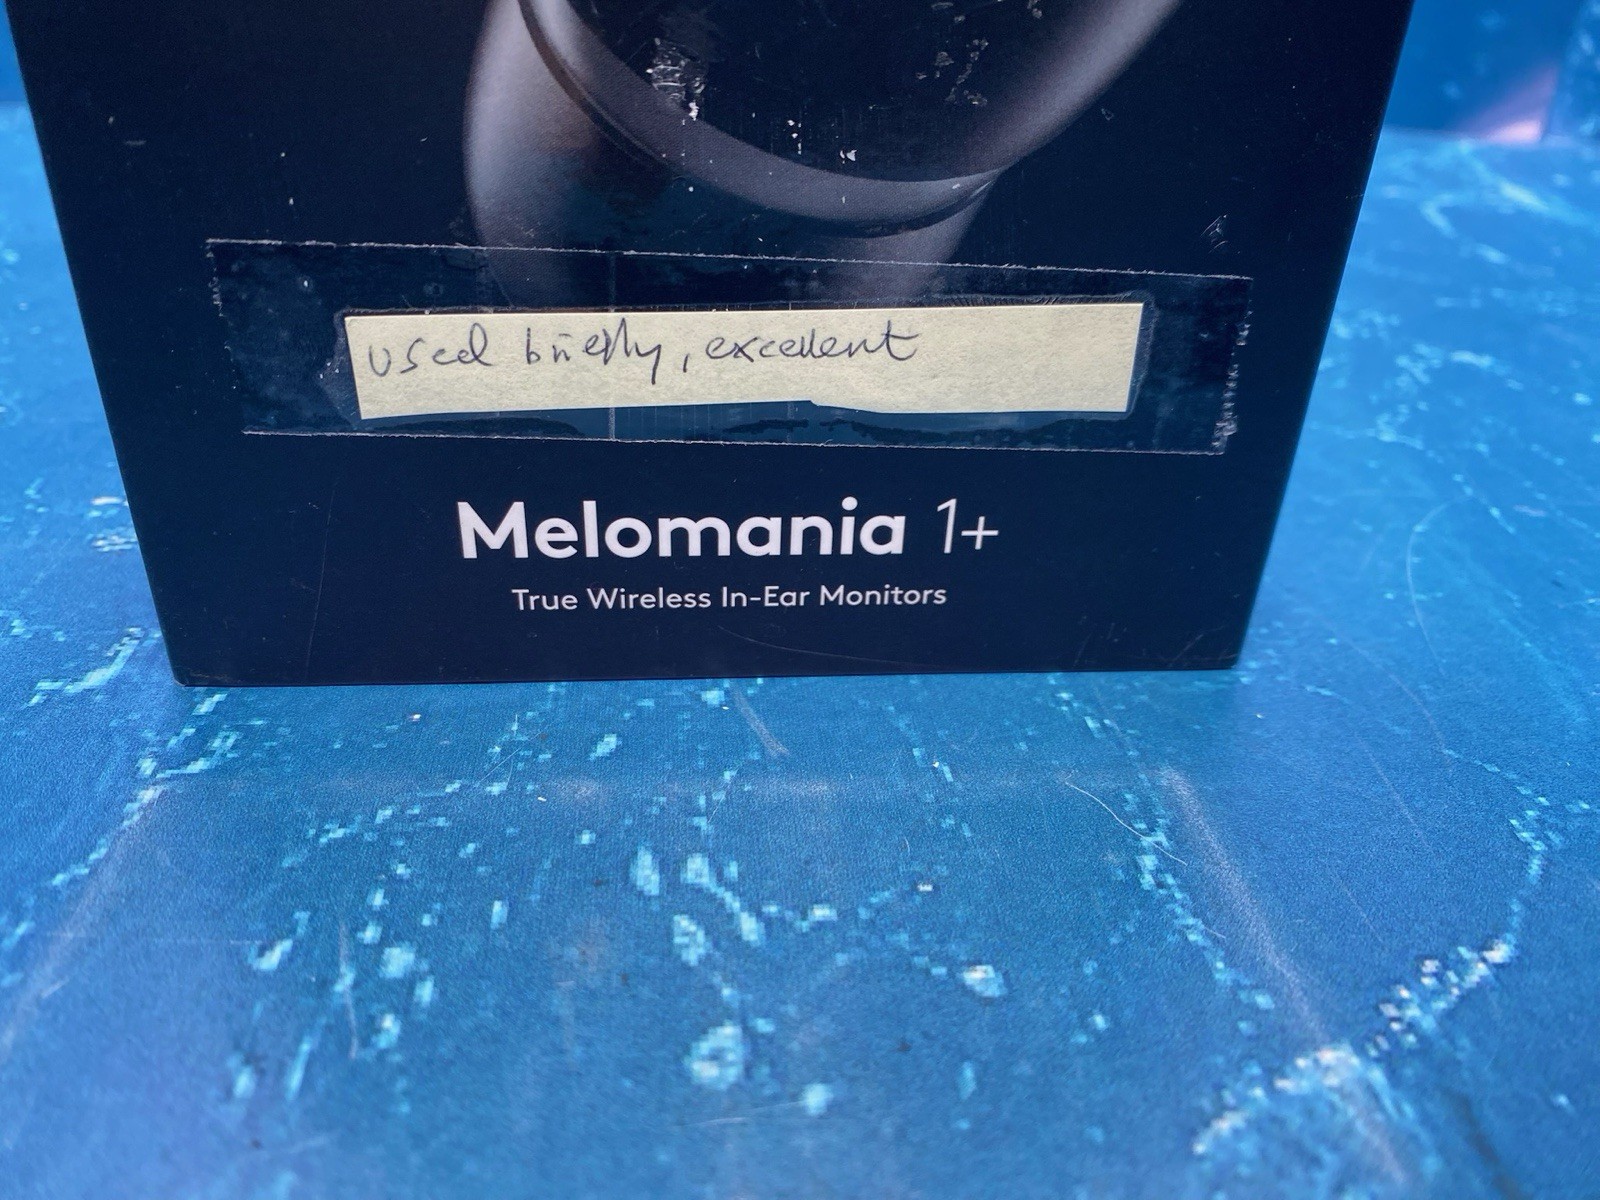 used briefly, excellent
Melomania 1+
True Wireless In-Ear Monitors